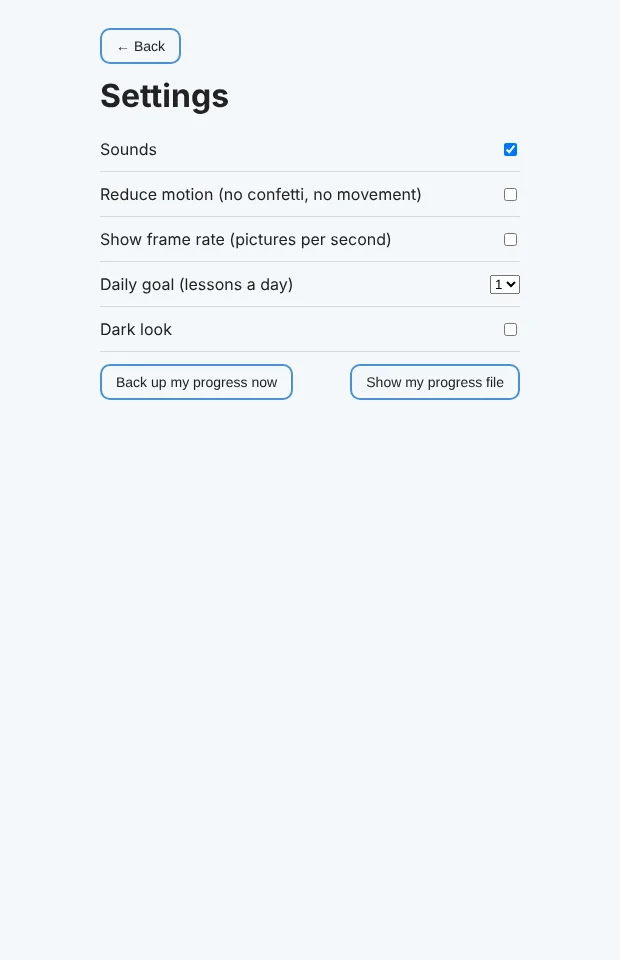 ← Back
Settings
Sounds
Reduce motion (no confetti, no movement)
Show frame rate (pictures per second)
Daily goal (lessons a day) 1
Dark look
Back up my progress now Show my progress file